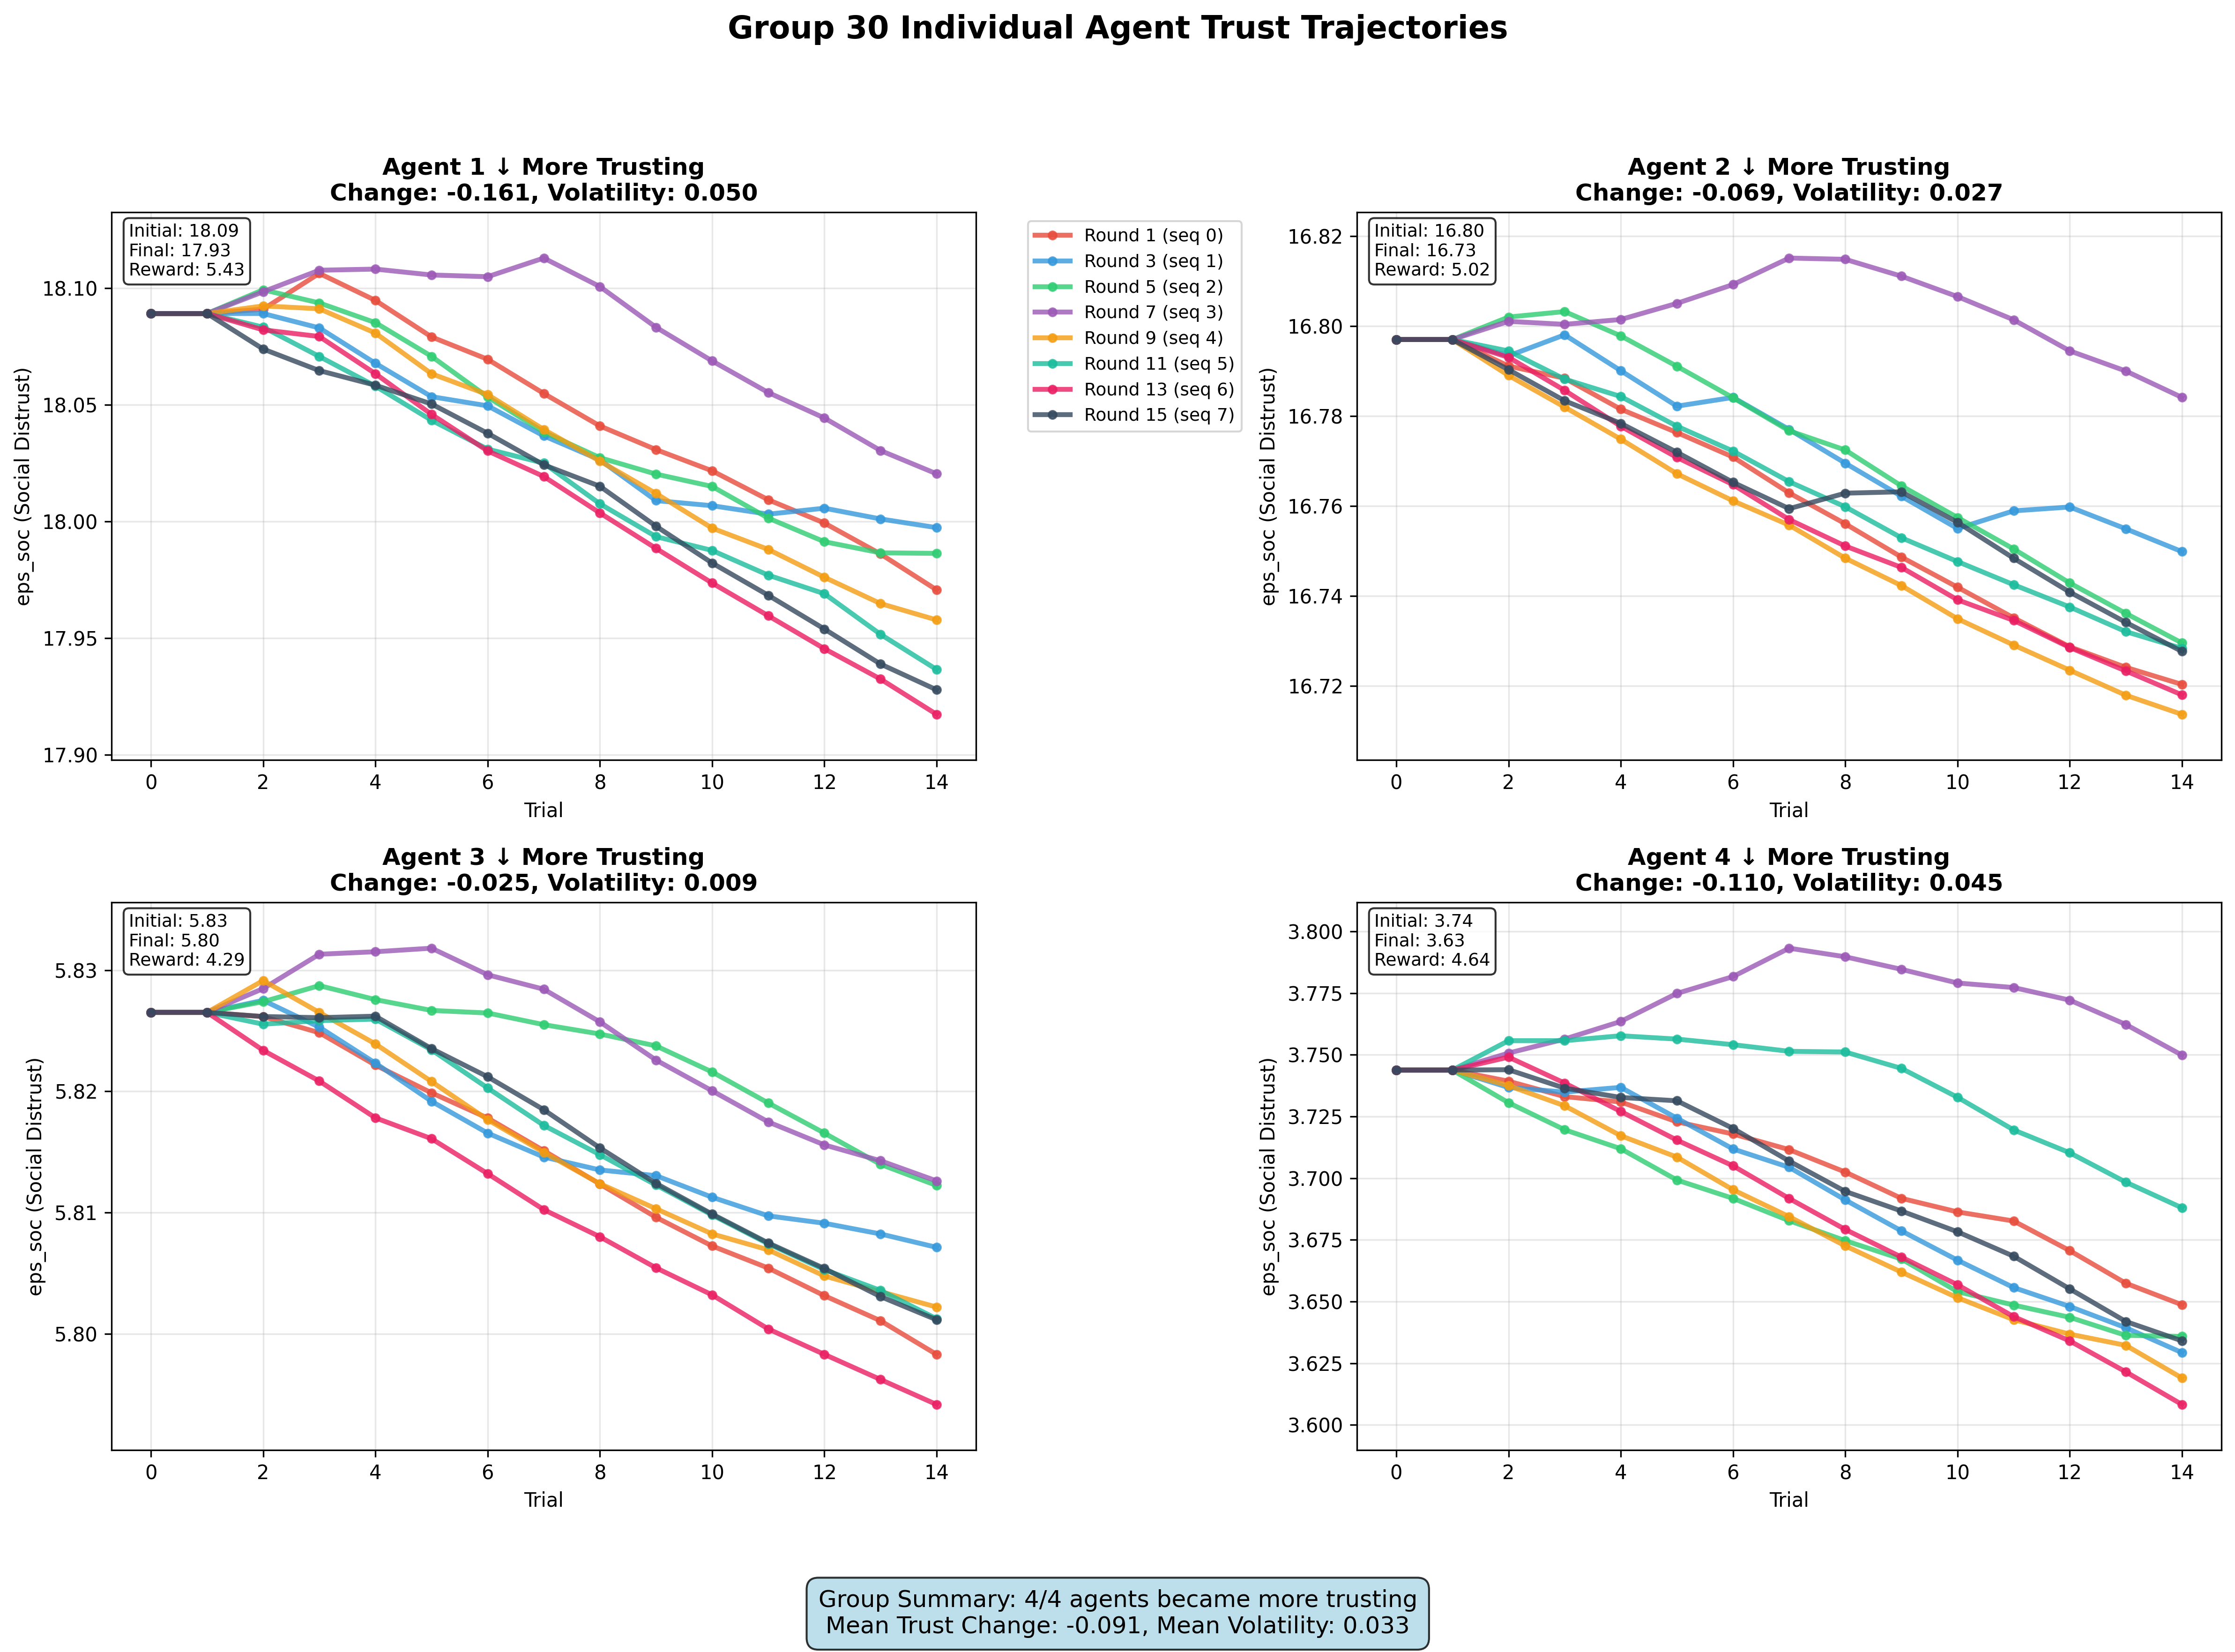 Group 30 Individual Agent Trust Trajectories
Agent 1 ↓ More Trusting
Change: -0.161, Volatility: 0.050
Initial: 18.09
Final: 17.93
Reward: 5.43
eps_soc (Social Distrust)
18.10
18.05
18.00
17.95
17.90
0 2 4 6 8 10 12 14
Trial
Round 1 (seq 0)
Round 3 (seq 1)
Round 5 (seq 2)
Round 7 (seq 3)
Round 9 (seq 4)
Round 11 (seq 5)
Round 13 (seq 6)
Round 15 (seq 7)
Agent 2 ↓ More Trusting
Change: -0.069, Volatility: 0.027
Initial: 16.80
Final: 16.73
Reward: 5.02
eps_soc (Social Distrust)
16.82
16.80
16.78
16.76
16.74
16.72
0 2 4 6 8 10 12 14
Trial
Agent 3 ↓ More Trusting
Change: -0.025, Volatility: 0.009
Initial: 5.83
Final: 5.80
Reward: 4.29
eps_soc (Social Distrust)
5.83
5.82
5.81
5.80
0 2 4 6 8 10 12 14
Trial
Agent 4 ↓ More Trusting
Change: -0.110, Volatility: 0.045
Initial: 3.74
Final: 3.63
Reward: 4.64
eps_soc (Social Distrust)
3.800
3.775
3.750
3.725
3.700
3.675
3.650
3.625
3.600
0 2 4 6 8 10 12 14
Trial
Group Summary: 4/4 agents became more trusting
Mean Trust Change: -0.091, Mean Volatility: 0.033